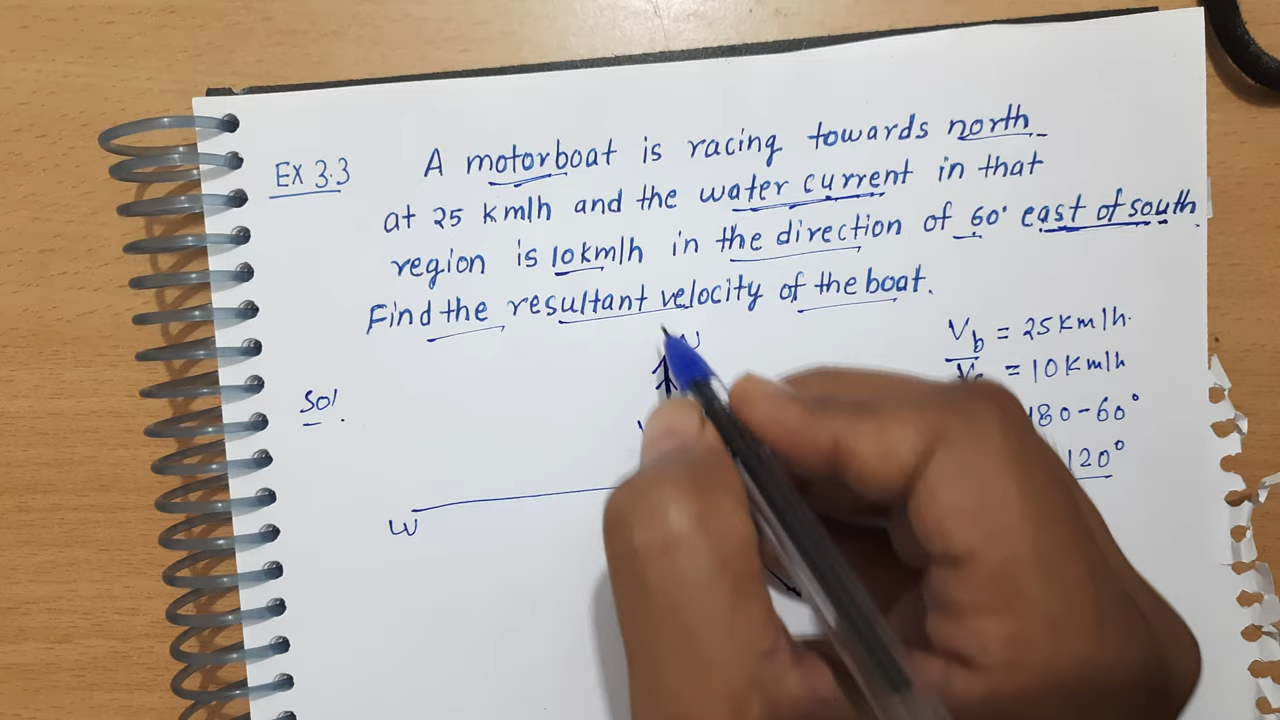 EX 3.3 A motorboat is racing towards north
at 25 km/h and the water current in that
region is 10km/h in the direction of 60° east of south.
Find the resultant velocity of the boat.
Sol.
N
W
Vb = 25 km/h.
= 10 km/h
180-60°
120°